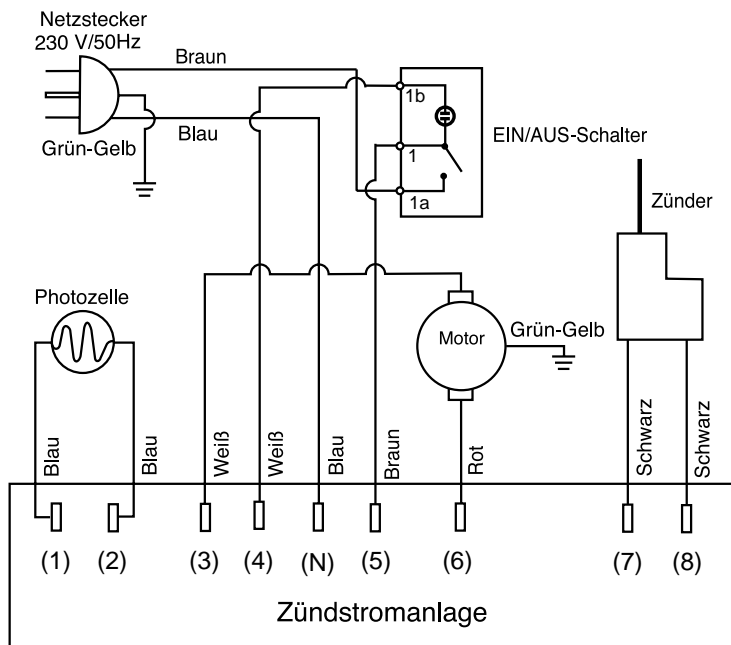 Netzstecker
230 V/50Hz
Braun
Blau
Grün-Gelb
1b
1
1a
EIN/AUS-Schalter
Zünder
Photozelle
Motor
Grün-Gelb
Blau
Blau
Weiß
Weiß
Blau
Braun
Rot
Schwarz
Schwarz
(1) (2) (3) (4) (N) (5) (6) (7) (8)
Zündstromanlage